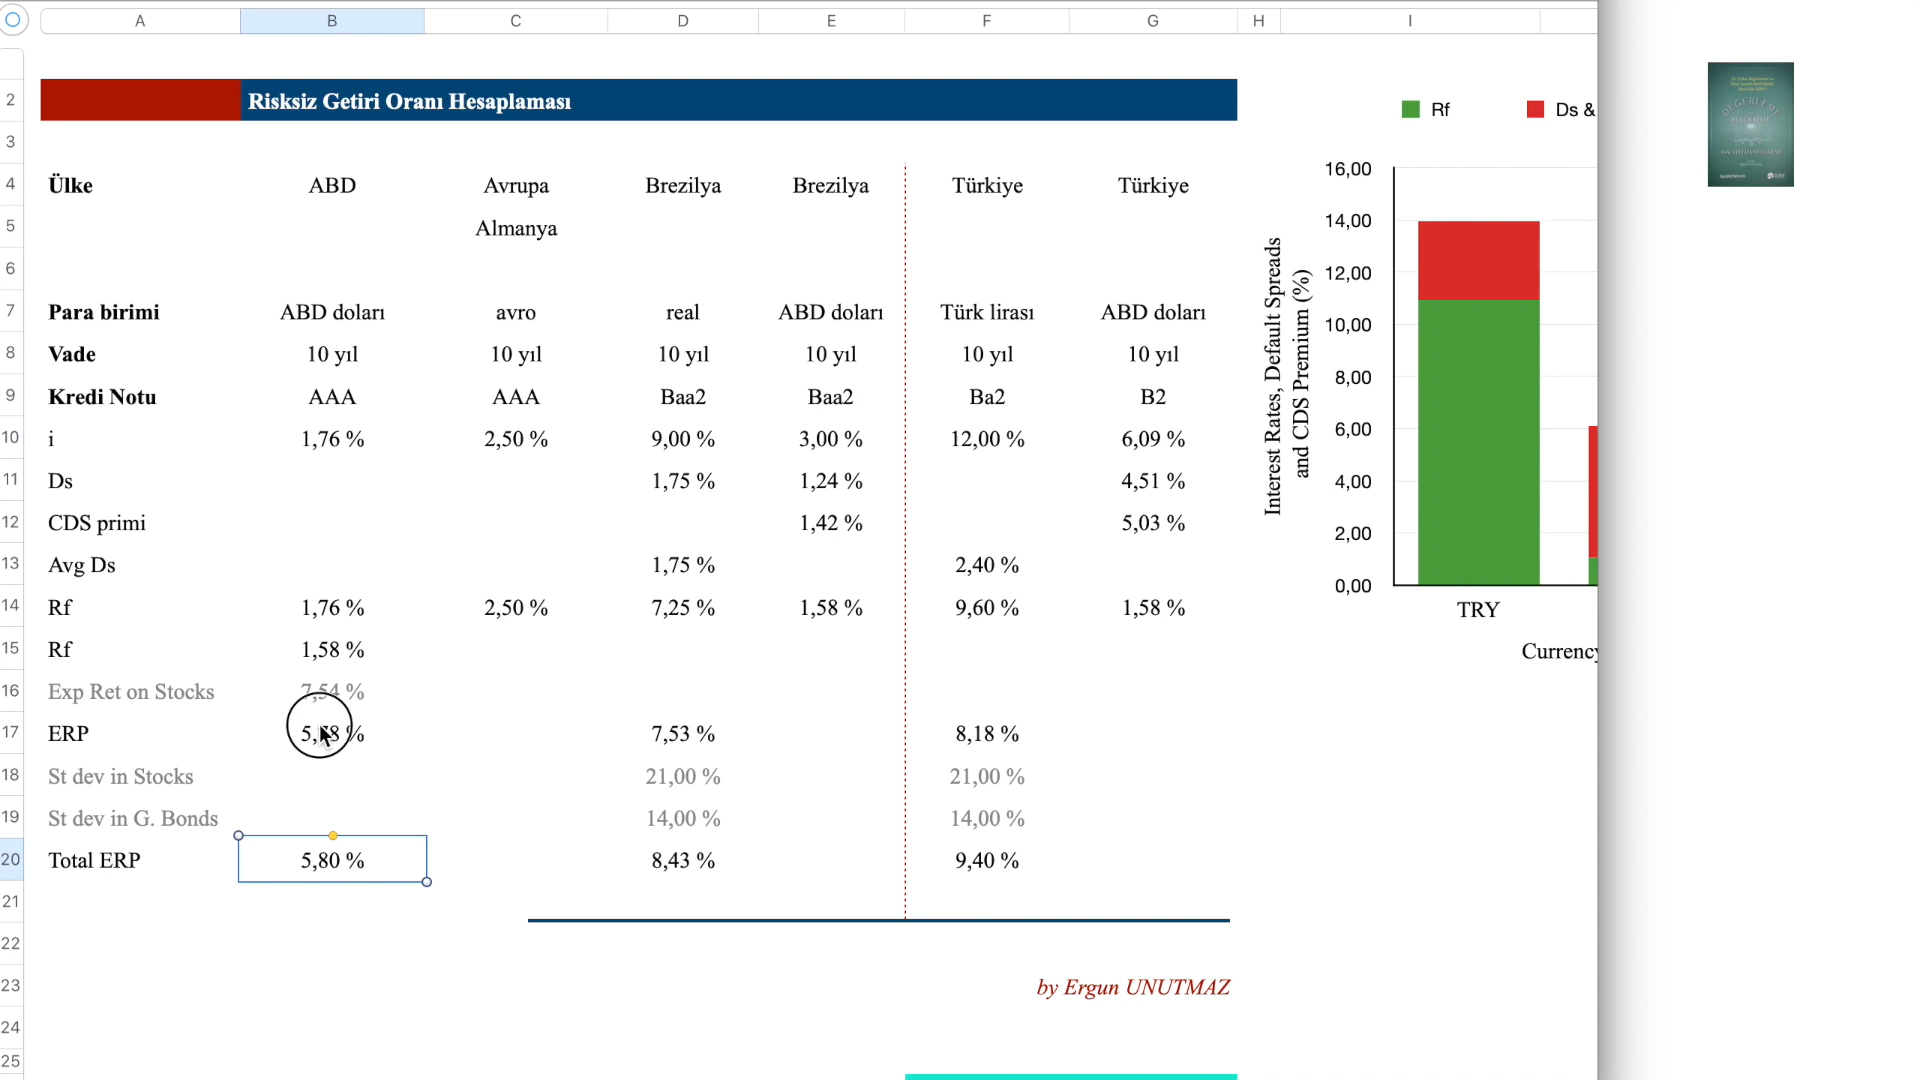 A B C D E F G H I
2 Risksiz Getiri Oranı Hesaplaması
3
4 Ülke ABD Avrupa Brezilya Brezilya Türkiye Türkiye
5 Almanya
6
7 Para birimi ABD doları avro real ABD doları Türk lirası ABD doları
8 Vade 10 yıl 10 yıl 10 yıl 10 yıl 10 yıl 10 yıl
9 Kredi Notu AAA AAA Baa2 Baa2 Ba2 B2
10 i 1,76 % 2,50 % 9,00 % 3,00 % 12,00 % 6,09 %
11 Ds 1,75 % 1,24 % 4,51 %
12 CDS primi 1,42 % 5,03 %
13 Avg Ds 1,75 % 2,40 %
14 Rf 1,76 % 2,50 % 7,25 % 1,58 % 9,60 % 1,58 %
15 Rf 1,58 %
16 Exp Ret on Stocks 7,54 %
17 ERP 7,53 % 8,18 %
18 St dev in Stocks 21,00 % 21,00 %
19 St dev in G. Bonds 14,00 % 14,00 %
20 Total ERP 5,80 % 8,43 % 9,40 %
21
22
23 by Ergun UNUTMAZ
24
25
Rf Ds &
Interest Rates, Default Spreads
and CDS Premium (%)
16,00
14,00
12,00
10,00
8,00
6,00
4,00
2,00
0,00
TRY
Currency